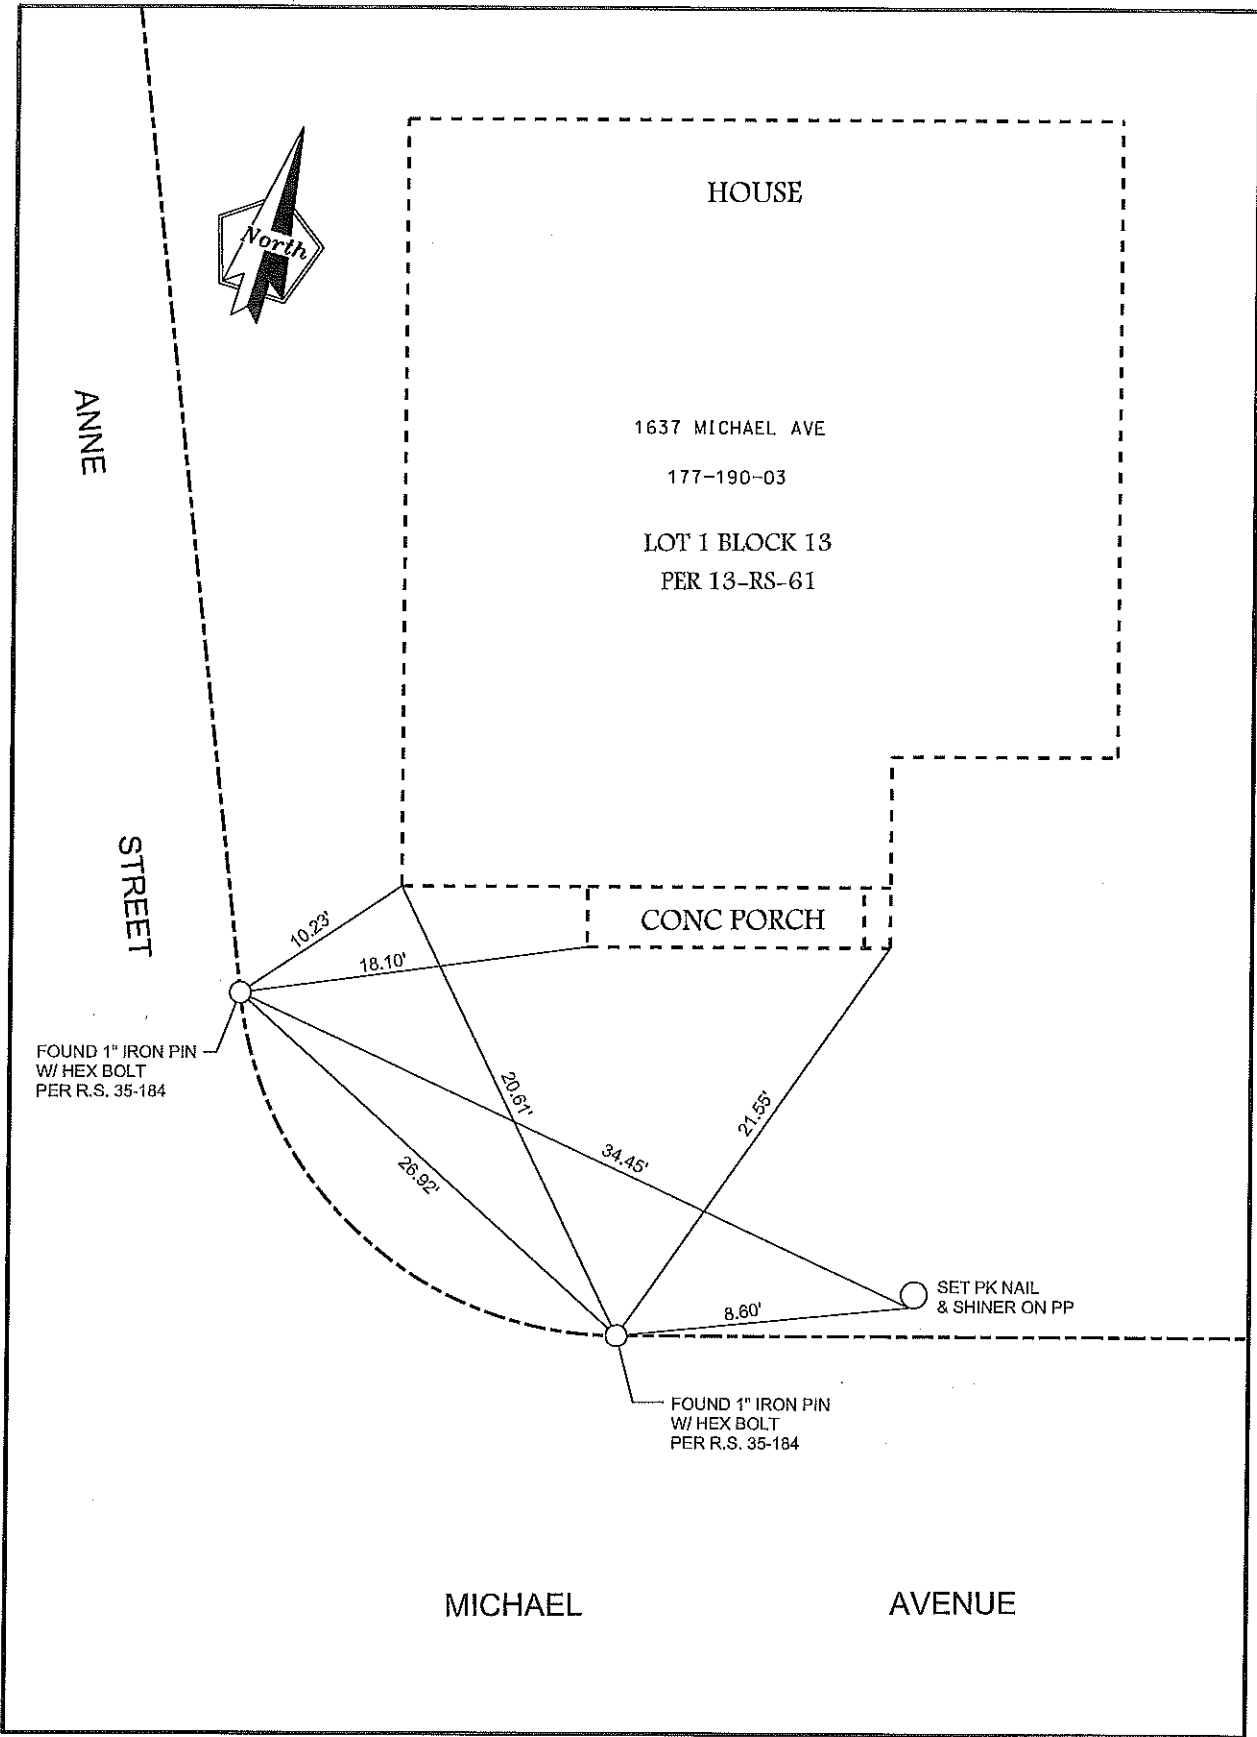 HOUSE
North
ANNE
STREET
1637 MICHAEL AVE
177-190-03
LOT 1 BLOCK 13
PER 13-RS-61
CONC PORCH
10.23'
18.10'
FOUND 1" IRON PIN
W/ HEX BOLT
PER R.S. 35-184
20.61'
21.55'
34.45'
26.92'
8.60'
SET PK NAIL
& SHINER ON PP
FOUND 1" IRON PIN
W/ HEX BOLT
PER R.S. 35-184
MICHAEL AVENUE